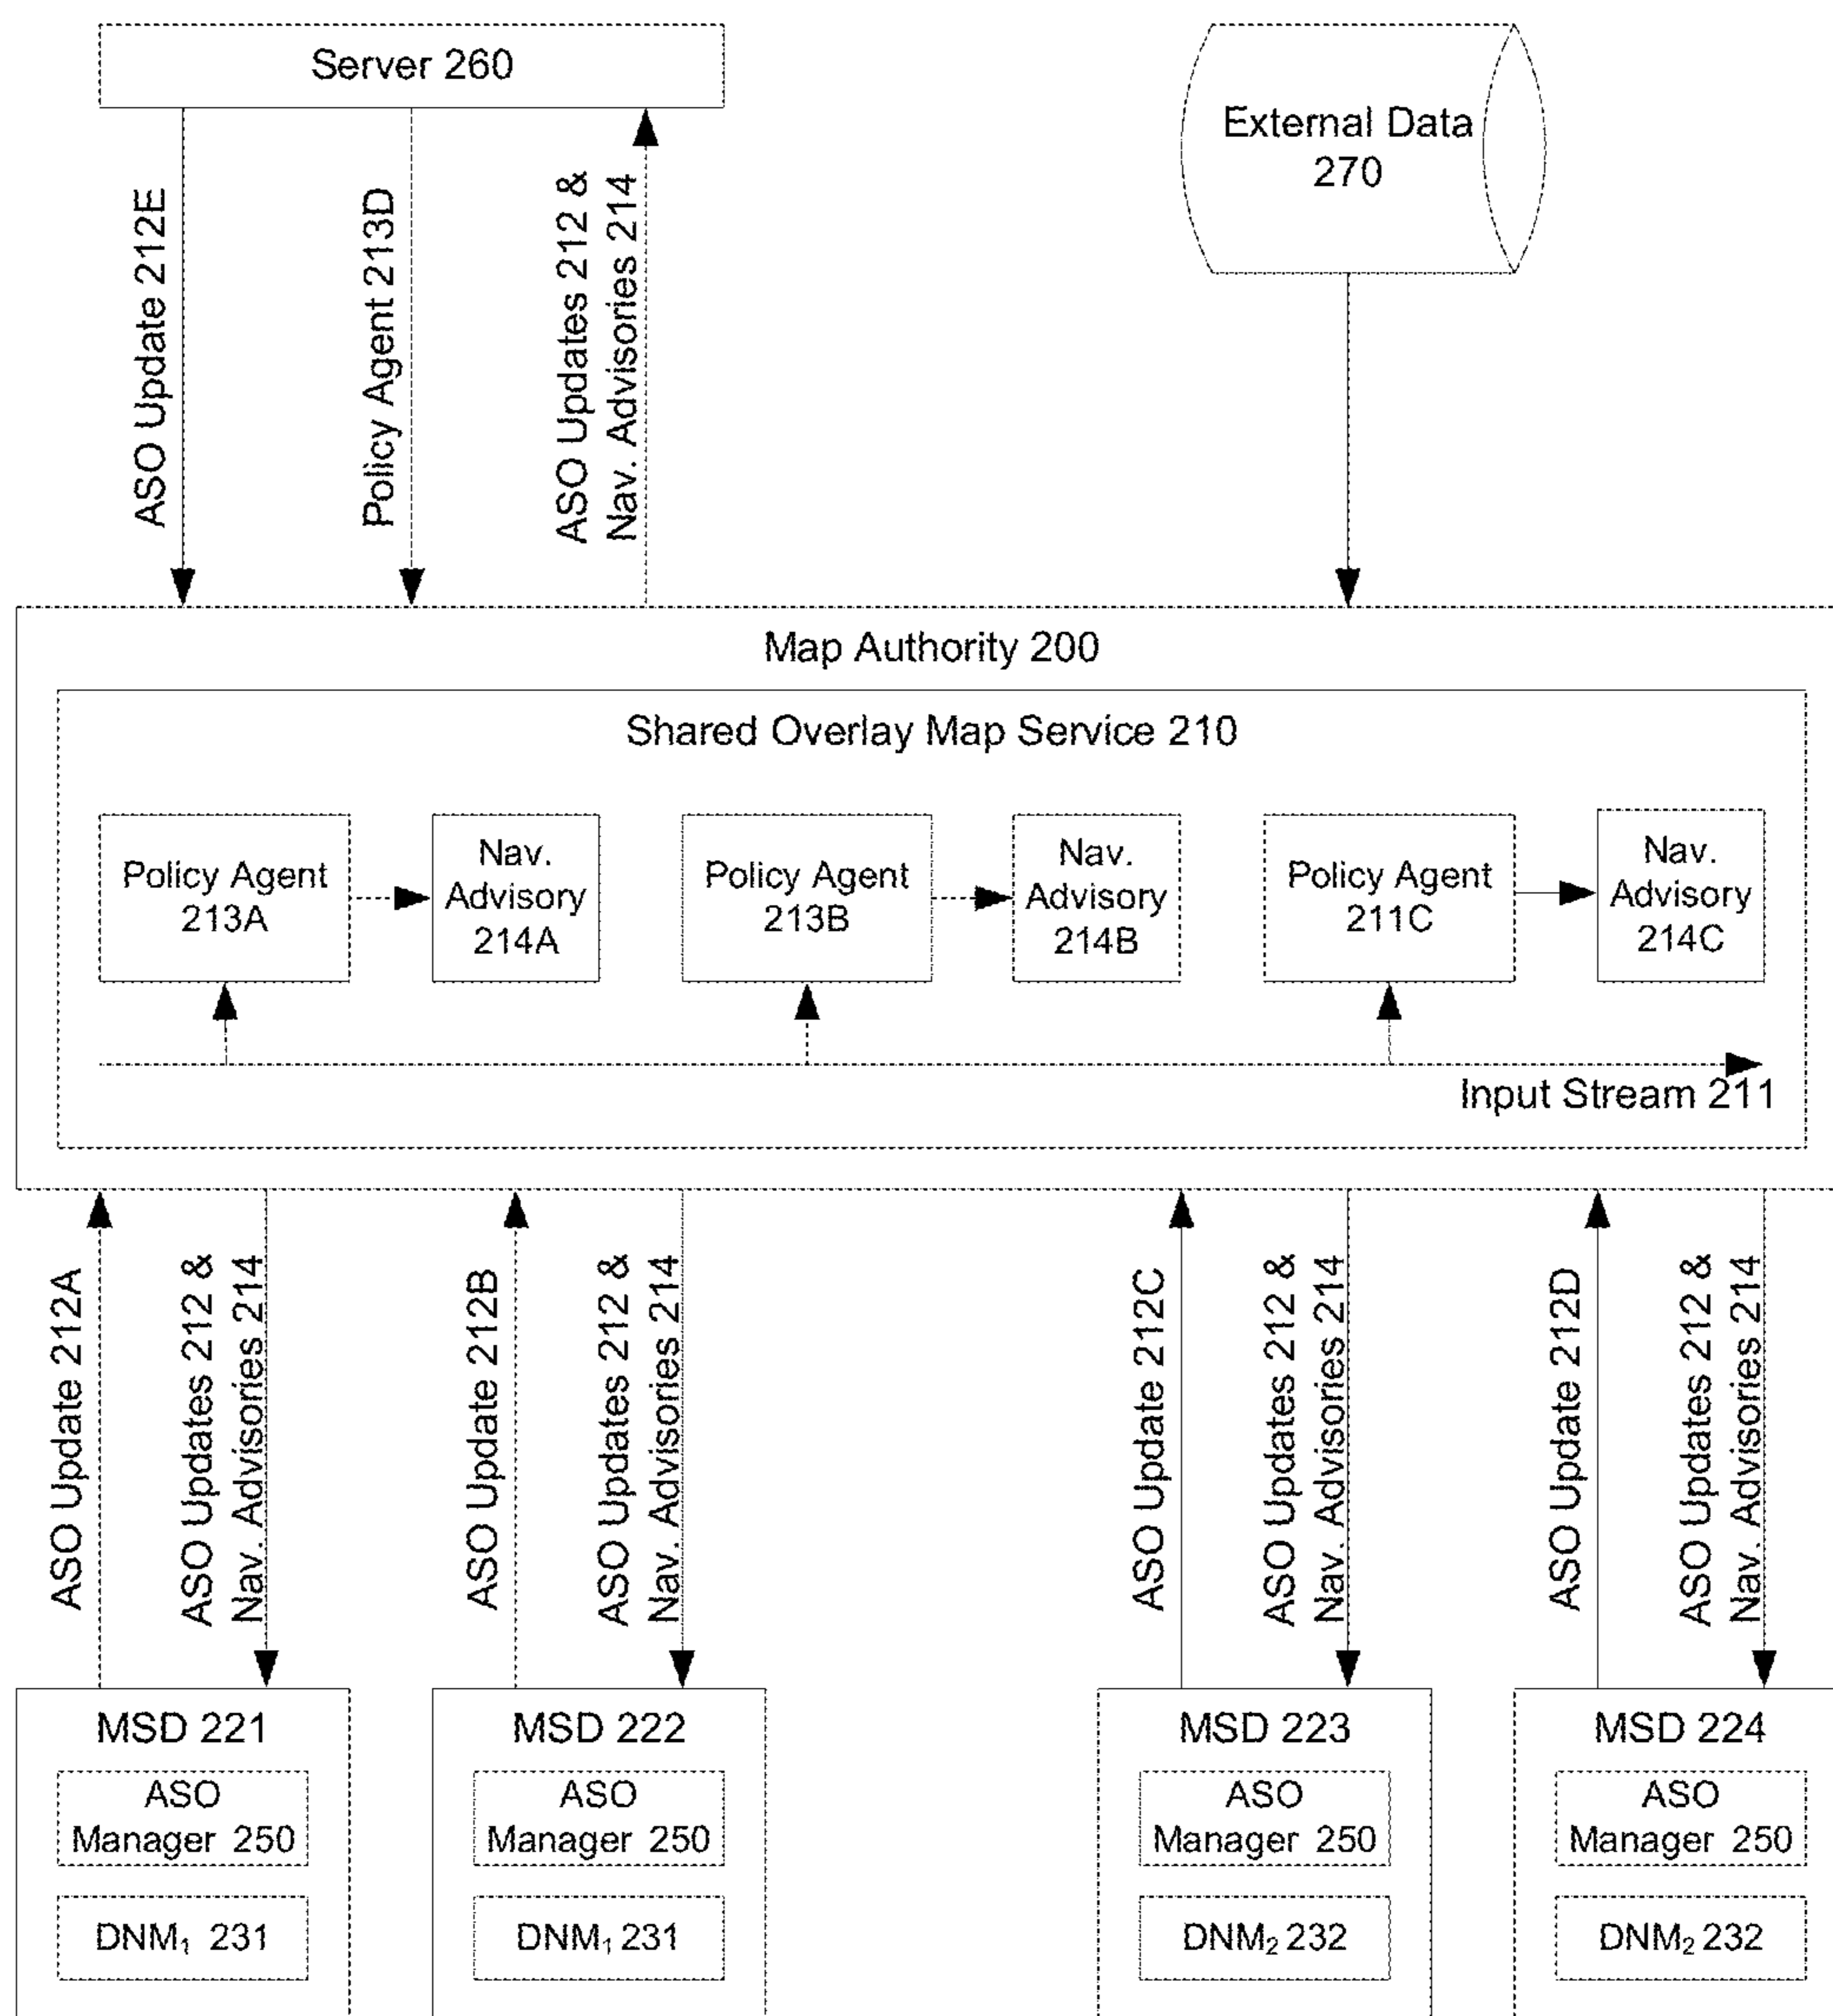 Server 260
External Data
270
ASO Update 212E
Policy Agent 213D
ASO Updates 212 &
Nav. Advisories 214
Map Authority 200
Shared Overlay Map Service 210
Policy Agent
213A
Nav.
Advisory
214A
Policy Agent
213B
Nav.
Advisory
214B
Policy Agent
211C
Nav.
Advisory
214C
Input Stream 211
ASO Update 212A
ASO Updates 212 &
Nav. Advisories 214
ASO Update 212B
ASO Updates 212 &
Nav. Advisories 214
ASO Update 212C
ASO Updates 212 &
Nav. Advisories 214
ASO Update 212D
ASO Updates 212 &
Nav. Advisories 214
MSD 221
ASO
Manager 250
DNM₁ 231
MSD 222
ASO
Manager 250
DNM₁ 231
MSD 223
ASO
Manager 250
DNM₂ 232
MSD 224
ASO
Manager 250
DNM₂ 232